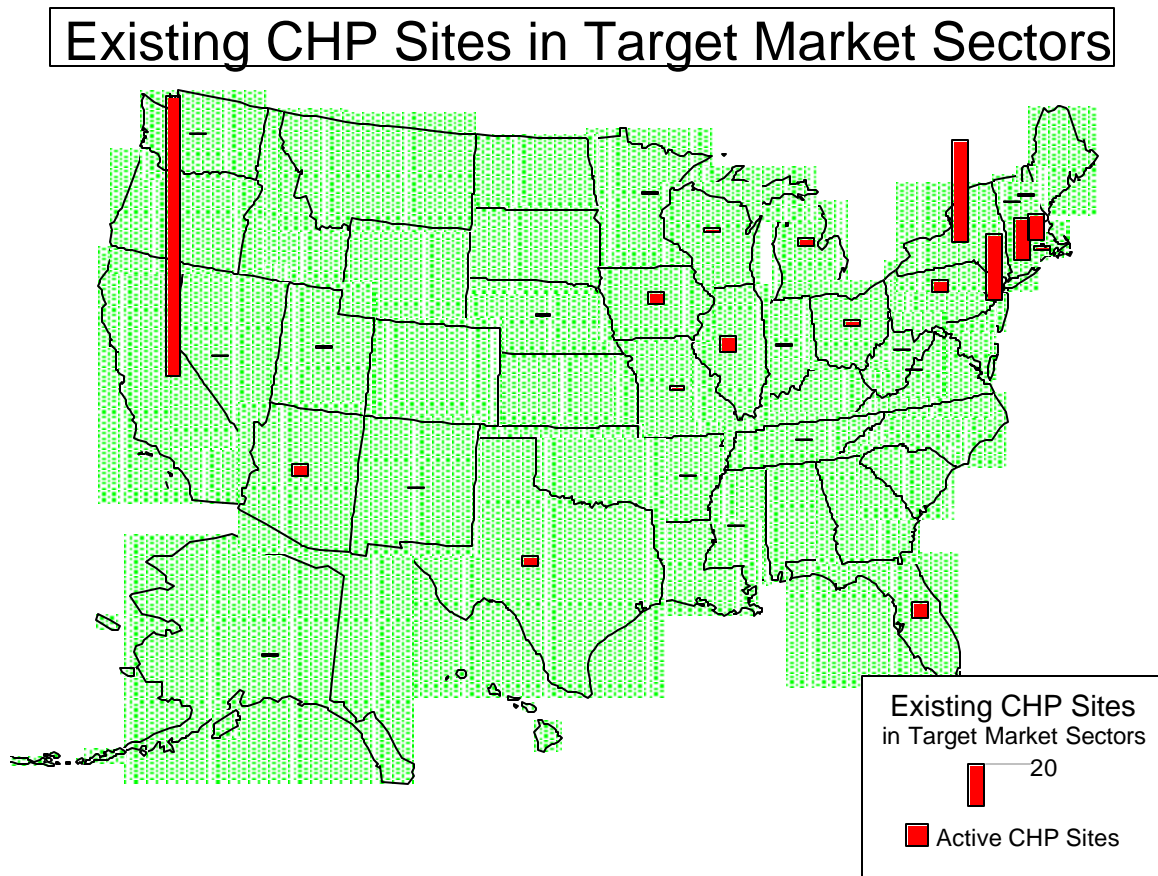 Existing CHP Sites in Target Market Sectors
Existing CHP Sites
in Target Market Sectors
20
Active CHP Sites